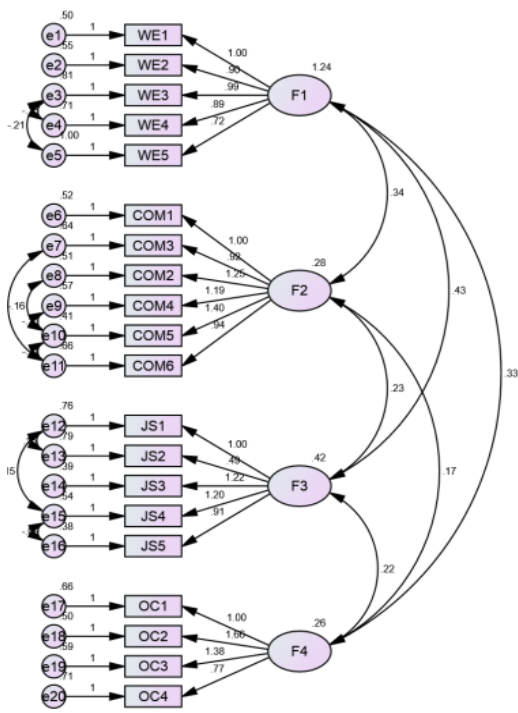 .50
e1 1 WE1
.55
e2 1 WE2
.81
e3 1 WE3
.71
e4 1 WE4
1.00
e5 1 WE5
-.21
1.00
.90
.99
.89
.72
1.24
F1
.52
e6 1 COM1
.64
e7 1 COM3
.51
e8 1 COM2
.57
e9 1 COM4
.41
e10 1 COM5
.66
e11 1 COM6
-.16
1.00
.92
1.25
1.19
1.40
.94
.28
F2
.76
e12 1 JS1
.79
e13 1 JS2
.39
e14 1 JS3
.54
e15 1 JS4
.38
e16 1 JS5
1.00
.49
1.22
1.20
.91
.42
F3
.66
e17 1 OC1
.50
e18 1 OC2
.59
e19 1 OC3
.71
e20 1 OC4
1.00
1.66
1.38
.77
.26
F4
.34
.43
.33
.23
.17
.22